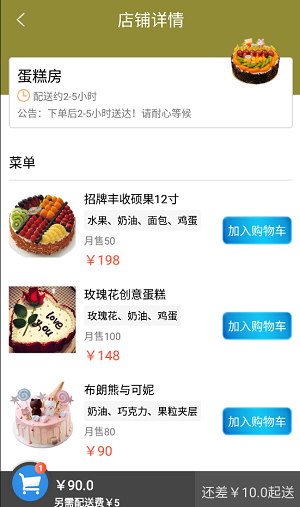 店铺详情
蛋糕房
配送约2-5小时
公告：下单后2-5小时送达！请耐心等候
菜单
招牌丰收硕果12寸
水果、奶油、面包、鸡蛋
月售50
￥198
加入购物车
玫瑰花创意蛋糕
玫瑰花、奶油、鸡蛋
月售100
￥148
加入购物车
love
you
布朗熊与可妮
奶油、巧克力、果粒夹层
月售80
￥90
加入购物车
1
￥90.0
另需配送费￥5
还差￥10.0起送